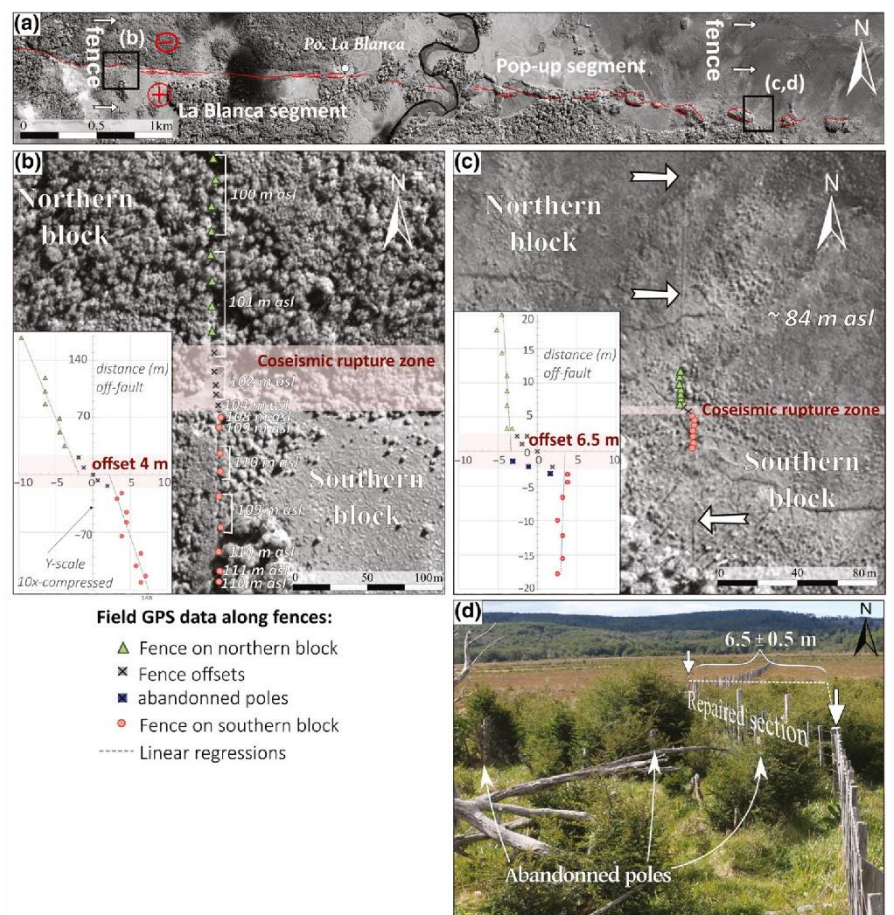 (a)
fence
(b)
Po. La Blanca
La Blanca segment
Pop-up segment
fence
(c,d)
N
0 0.5 1km
(b)
Northern
block
N
100 m asl
101 m asl
Coseismic rupture zone
102 m asl
104 m asl
108 m asl
109 m asl
110 m asl
109 m asl
111 m asl
110 m asl
Southern
block
0 50 100m
140
distance (m)
off-fault
70
offset 4 m
-10 -5 0 5 10
-70
Y-scale
10x-compressed
(c)
Northern
block
N
~ 84 m asl
Coseismic rupture zone
Southern
block
0 40 80 m
20
distance (m)
off-fault
15
10
5
offset 6.5 m
-10 -5 0 5 10
-5
-10
-15
-20
Field GPS data along fences:
Fence on northern block
Fence offsets
abandonned poles
Fence on southern block
Linear regressions
(d)
N
6.5 ± 0.5 m
Repaired section
Abandonned poles